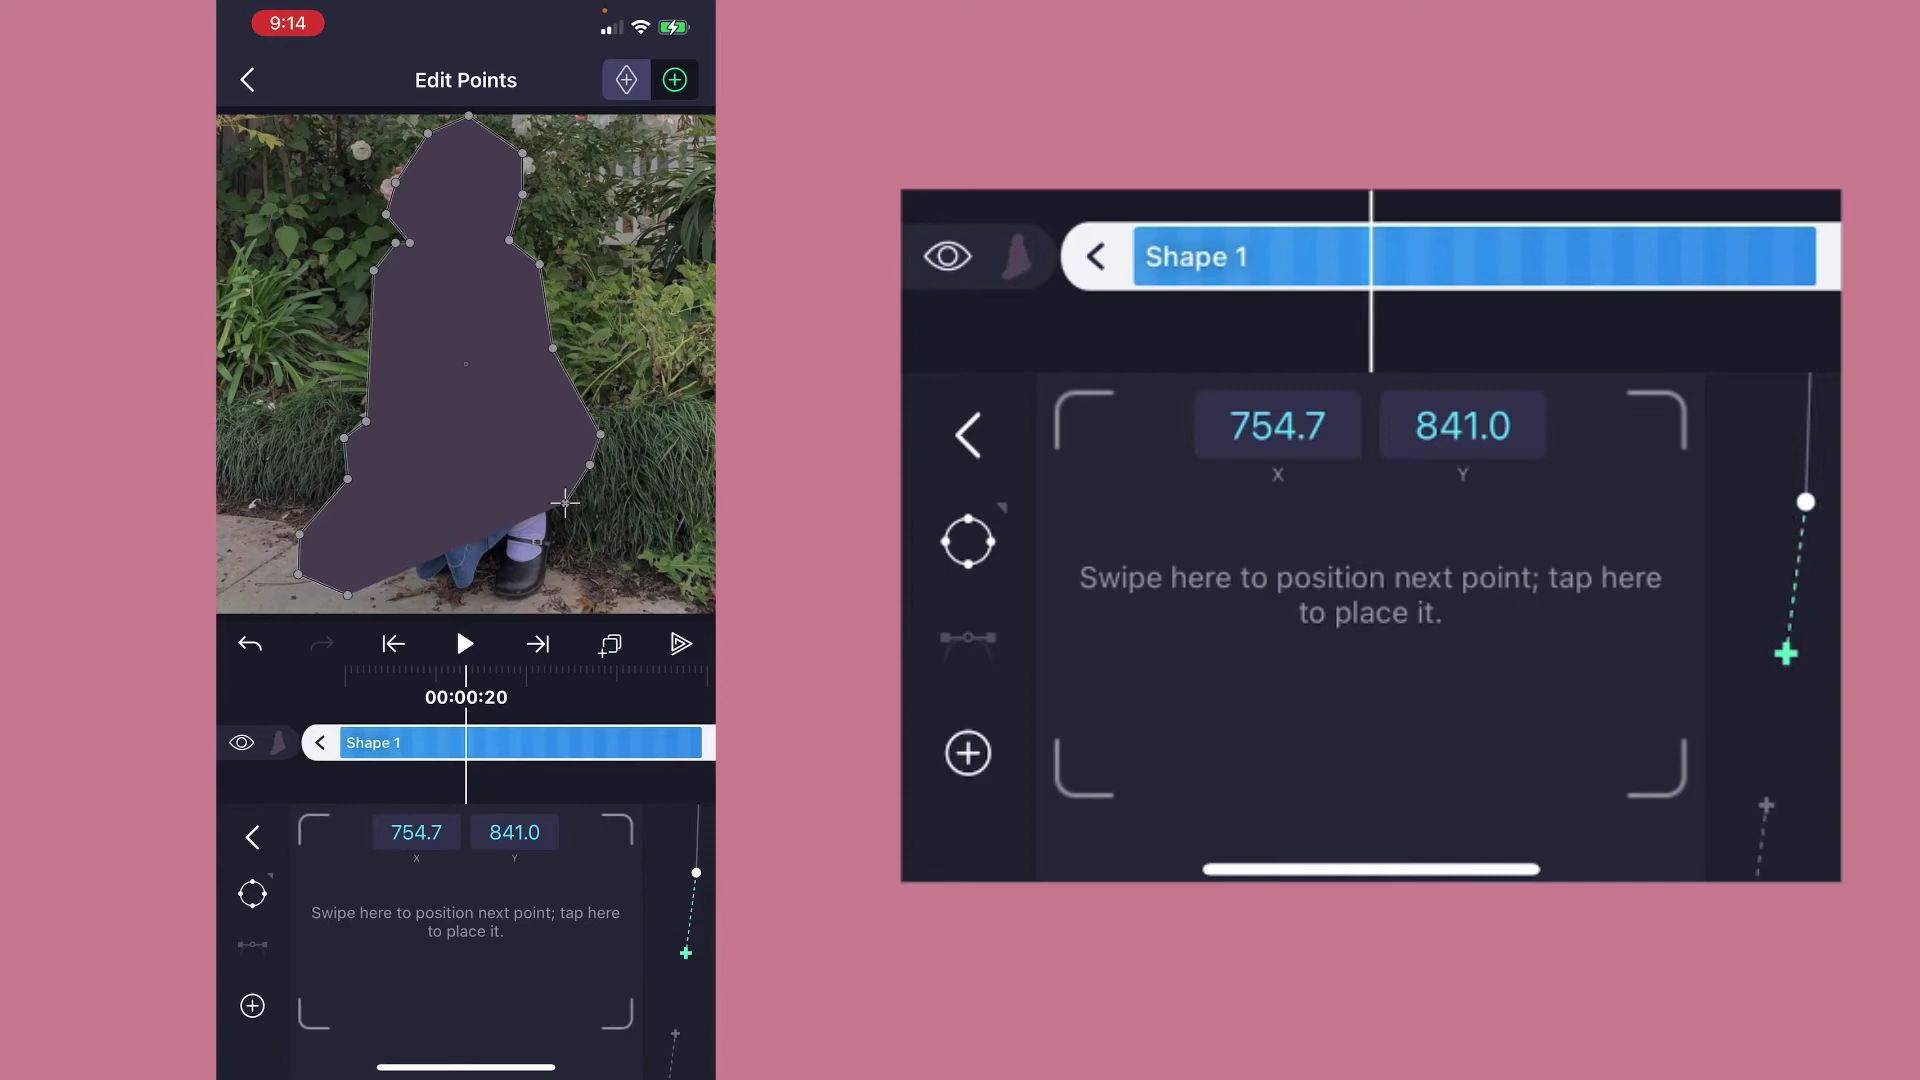 9:14
Edit Points
00:00:20
Shape 1
754.7
841.0
X
Y
Swipe here to position next point; tap here
to place it.
Shape 1
754.7
841.0
X
Y
Swipe here to position next point; tap here
to place it.